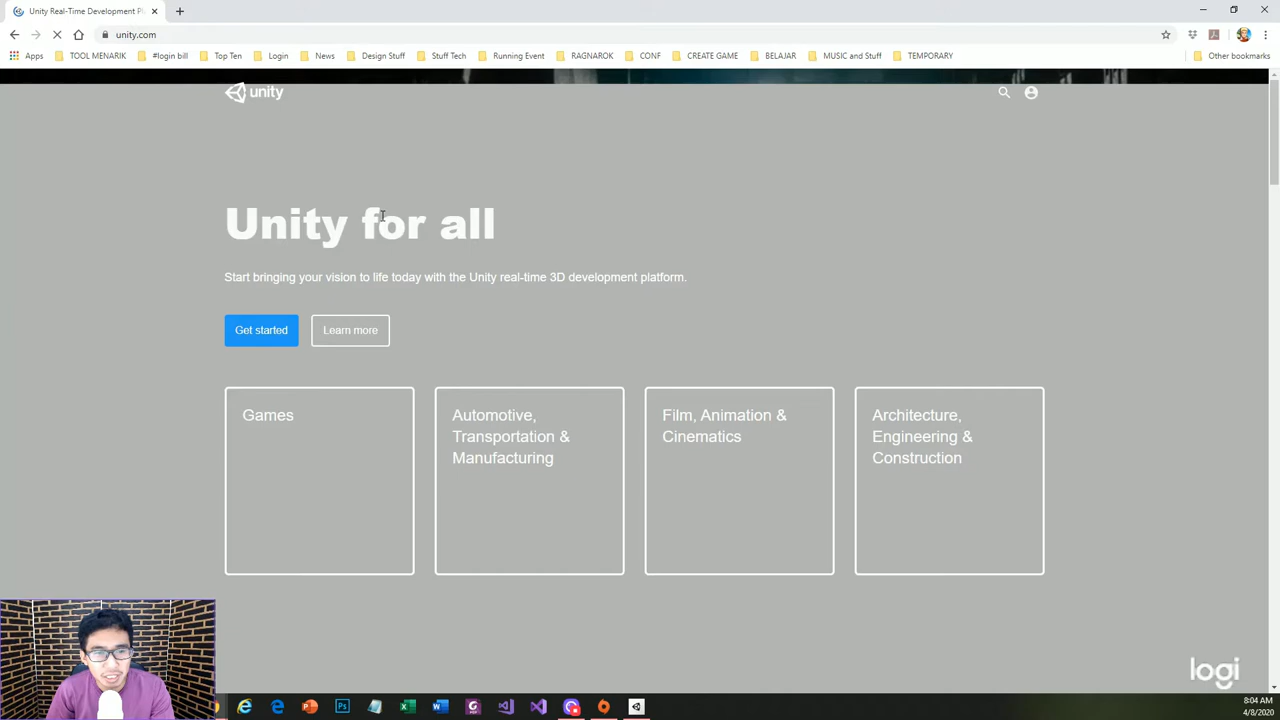 Unity Real-Time Development Pl
unity.com
Apps
TOOL MENARIK
#login bill
Top Ten
Login
News
Design Stuff
Stuff Tech
Running Event
RAGNAROK
CONF
CREATE GAME
BELAJAR
MUSIC and Stuff
TEMPORARY
Other bookmarks
unity
Unity for all
Start bringing your vision to life today with the Unity real-time 3D development platform.
Get started
Learn more
Games
Automotive,
Transportation &
Manufacturing
Film, Animation &
Cinematics
Architecture,
Engineering &
Construction
logi
8:04 AM
4/8/2020